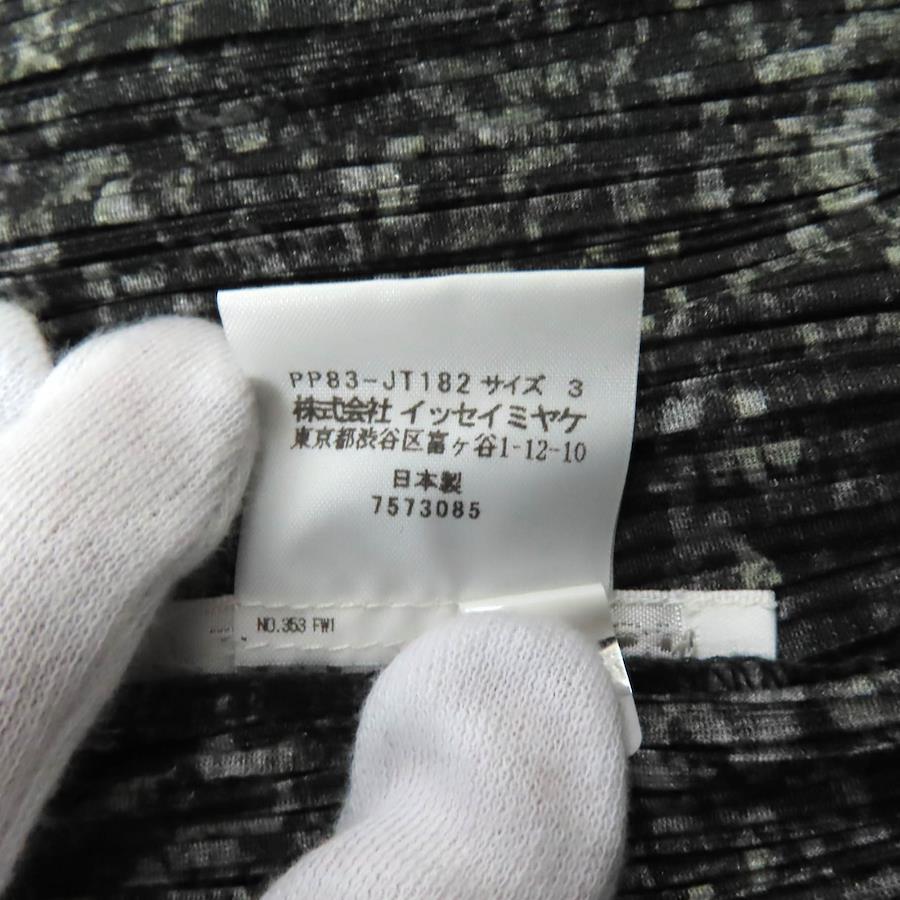 PP83-JT182 サイズ 3
株式会社 イッセイミヤケ
東京都渋谷区富ヶ谷1-12-10
日本製
7573085
NO.353 FW1